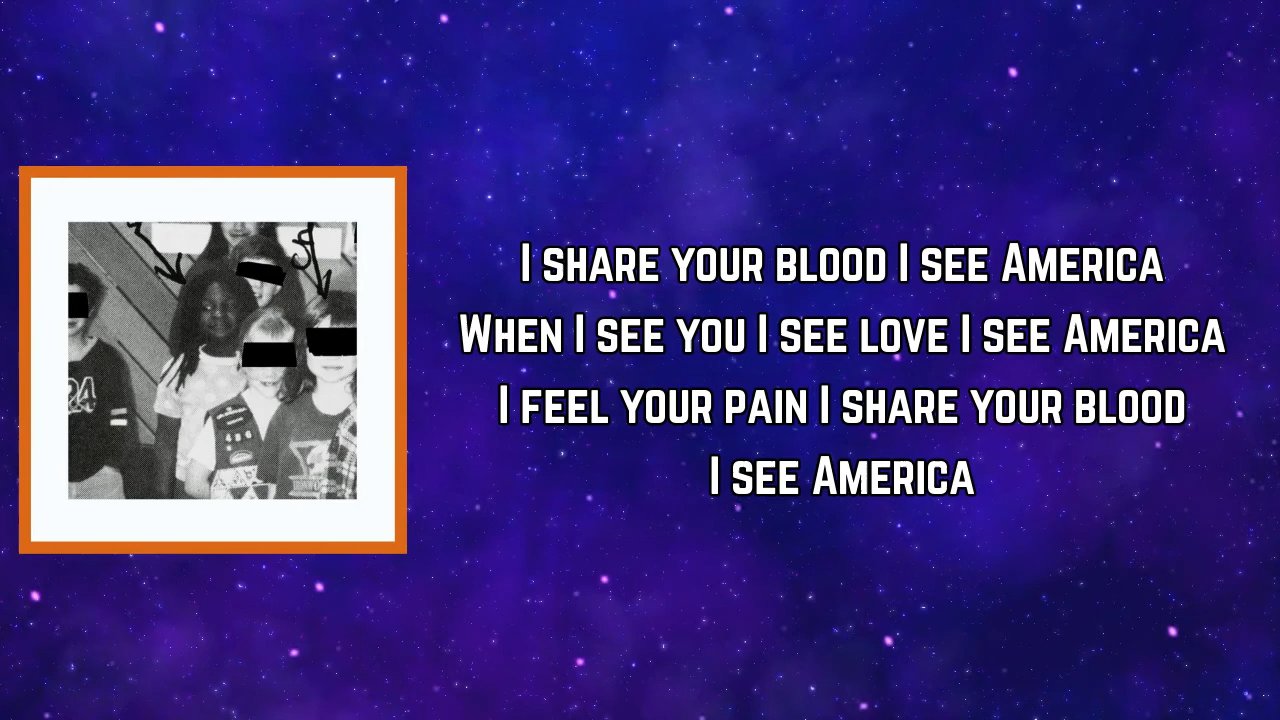 I share your blood I see America
When I see you I see love I see America
I feel your pain I share your blood
I see America
24